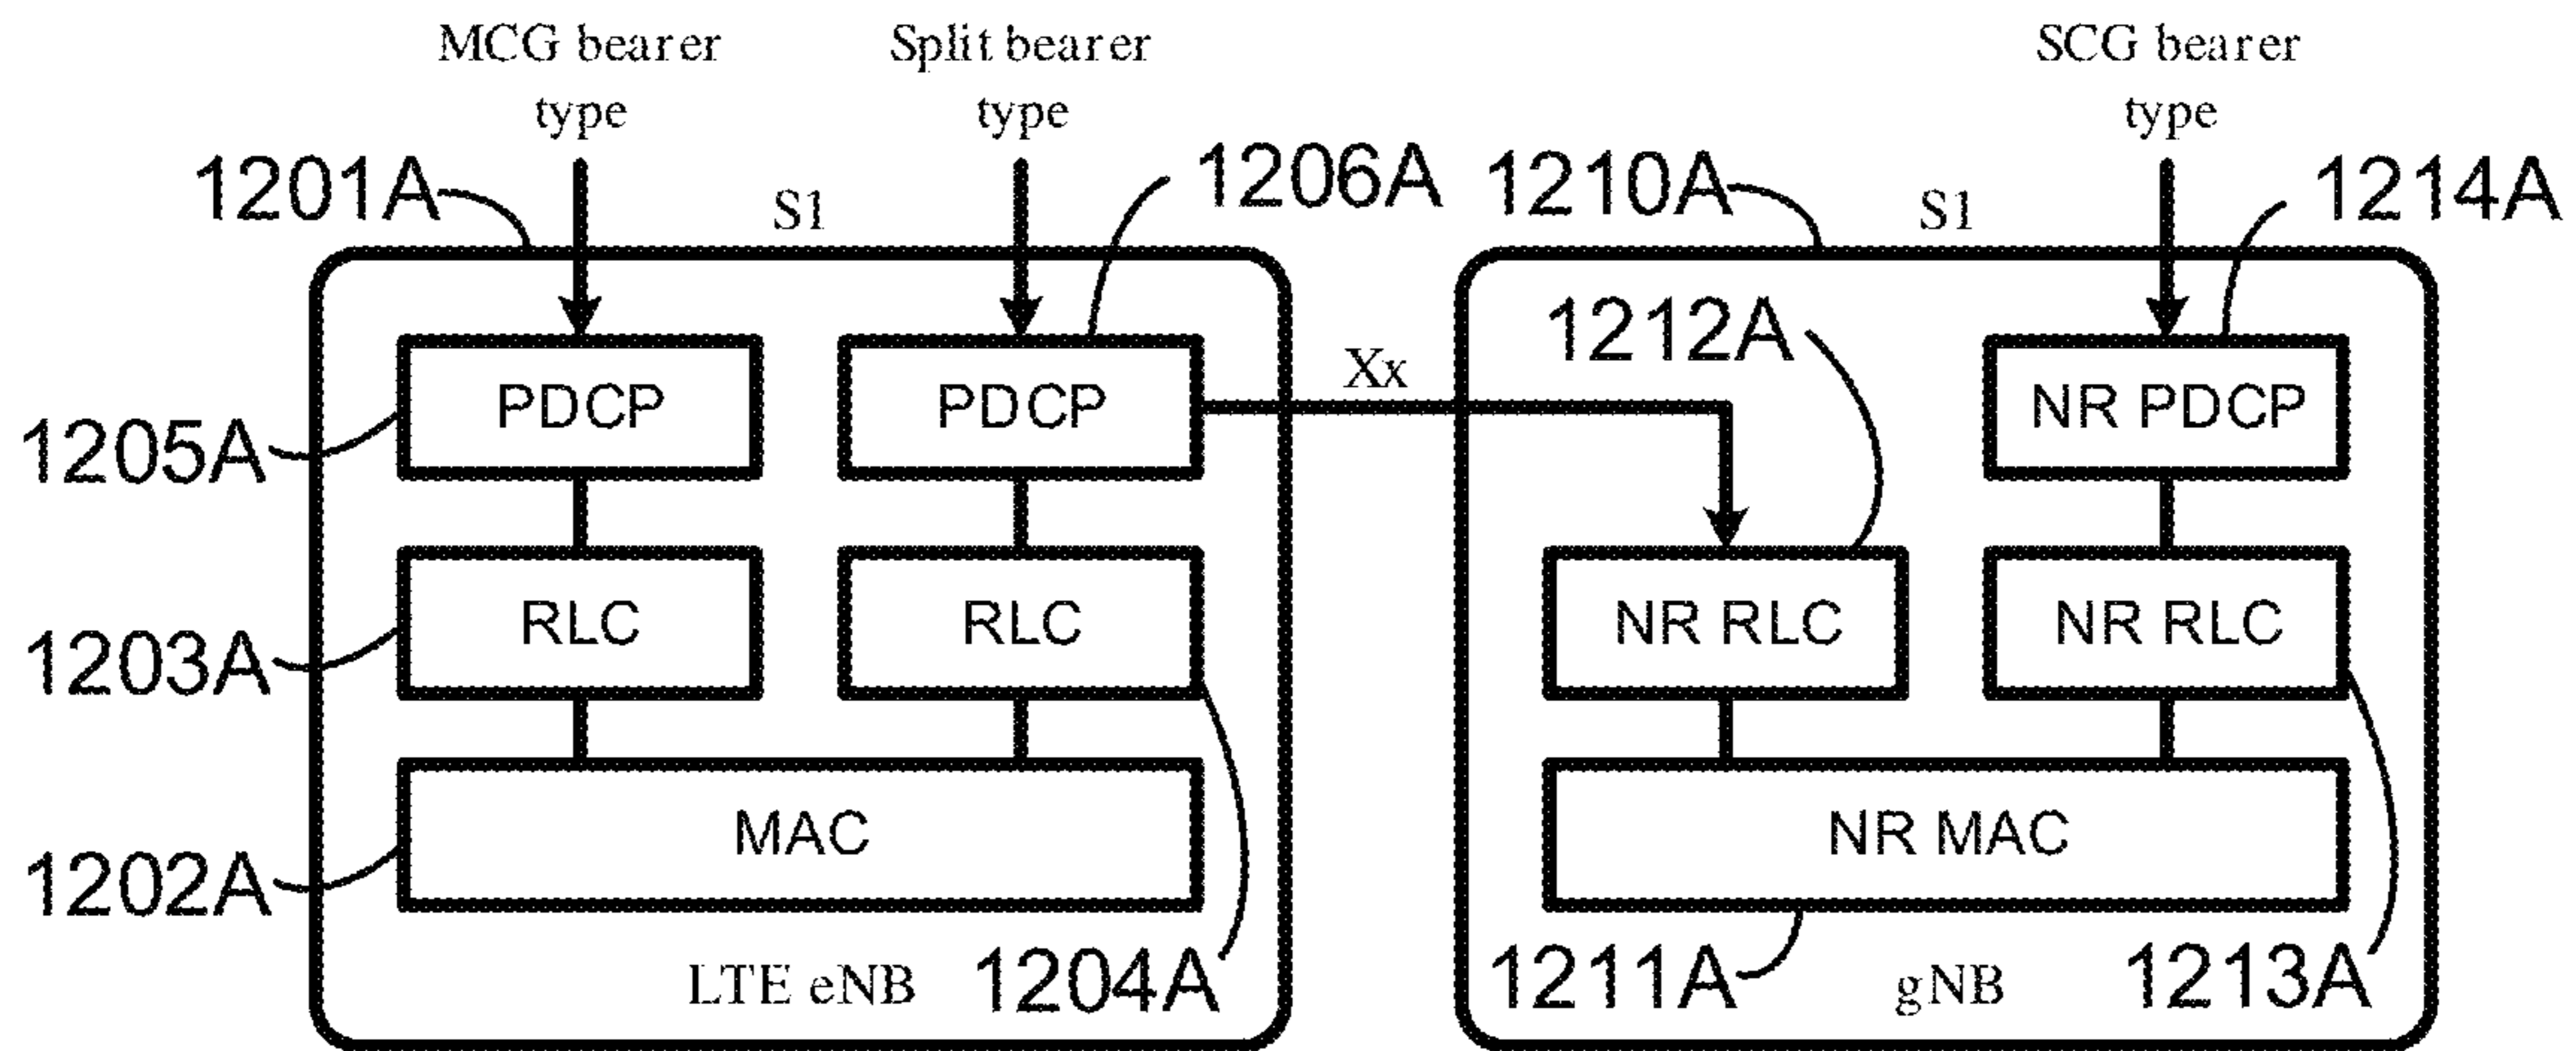 MCG bearer
type
Split bearer
type
SCG bearer
type
1201A
S1
1206A
1210A
S1
1214A
1212A
Xx
PDCP
PDCP
NR PDCP
1205A
RLC
RLC
NR RLC
NR RLC
1203A
MAC
NR MAC
1202A
LTE eNB
1204A
1211A
gNB
1213A